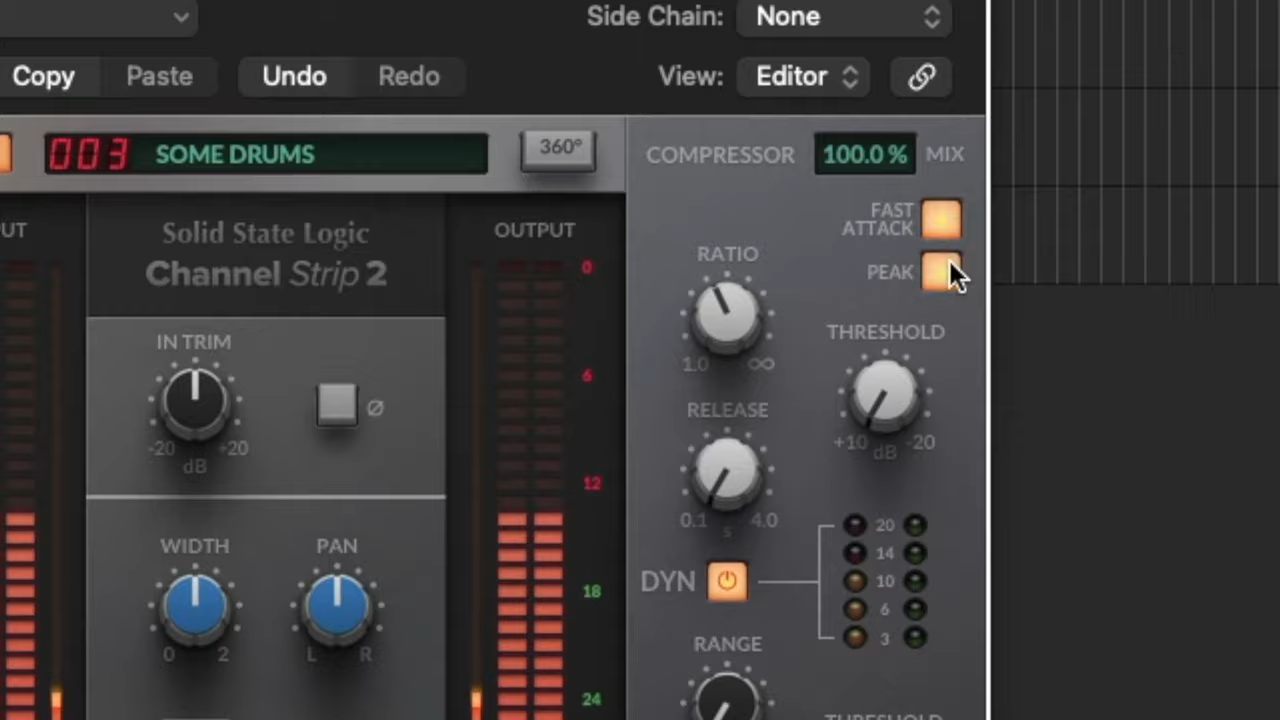 Side Chain: None
Copy Paste Undo Redo View: Editor
003 SOME DRUMS 360° COMPRESSOR 100.0 % MIX
FAST
ATTACK
PEAK
UT
Solid State Logic
Channel Strip 2
OUTPUT
0
6
12
18
24
IN TRIM
Ø
-20 +20
dB
WIDTH PAN
0 2 L R
RATIO
1.0 ∞
THRESHOLD
+10 dB -20
RELEASE
0.1 s 4.0
DYN
20
14
10
6
3
RANGE
THRESHOLD